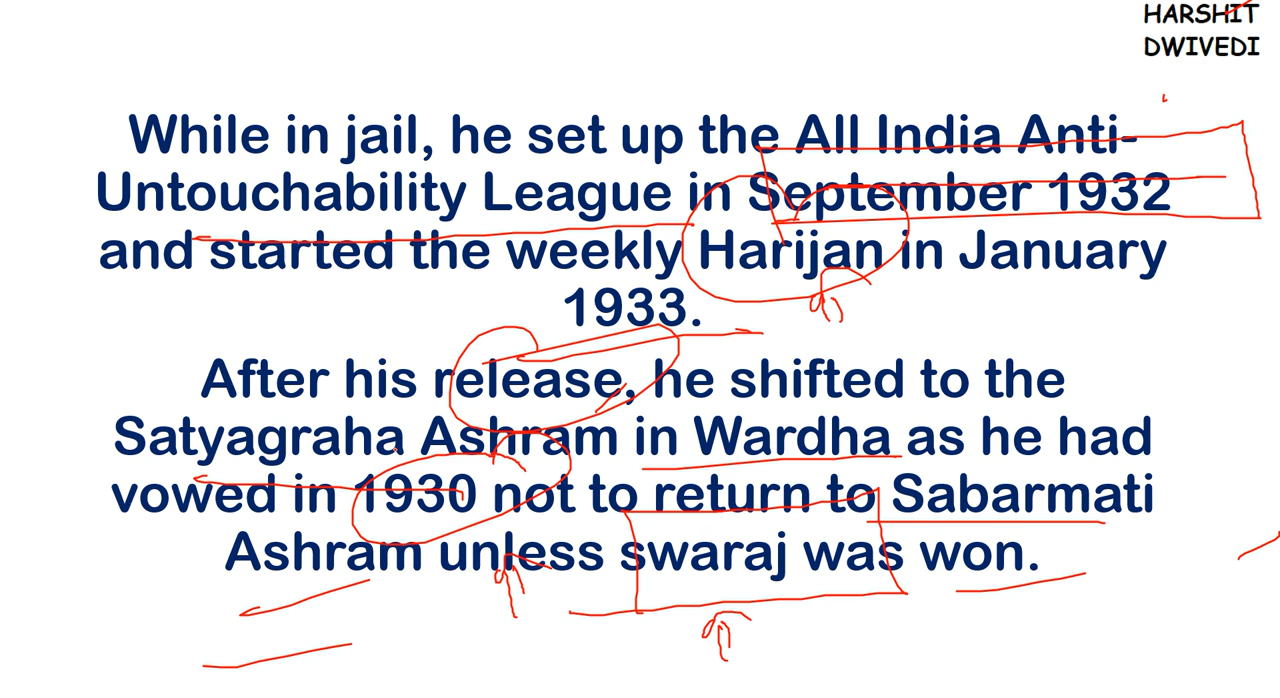 HARSHIT
DWIVEDI
While in jail, he set up the All India Anti-
Untouchability League in September 1932
and started the weekly Harijan in January
1933.
After his release, he shifted to the
Satyagraha Ashram in Wardha as he had
vowed in 1930 not to return to Sabarmati
Ashram unless swaraj was won.